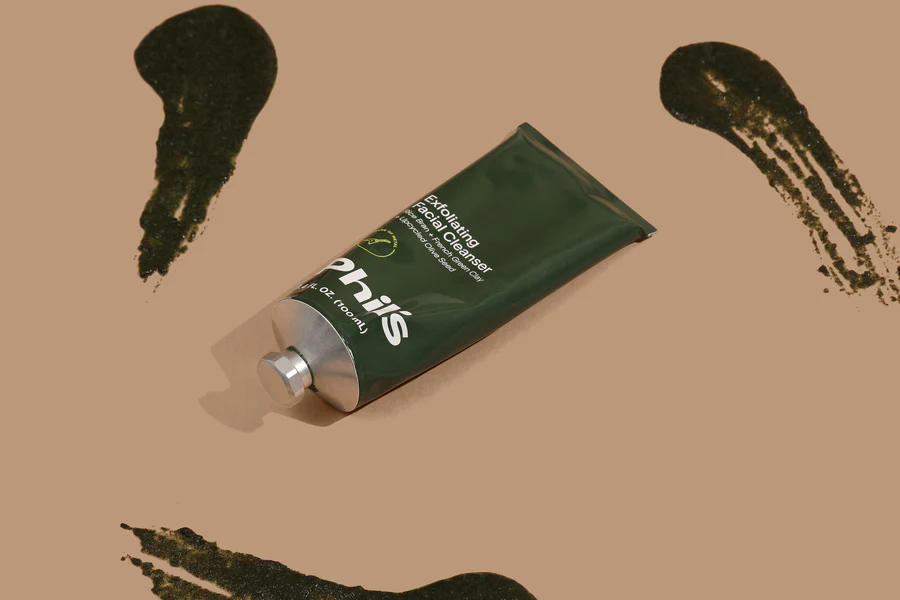 Exfoliating
Facial Cleanser
Rice Bran + French Green Clay
Upcycled Olive Seed
Phil's
FL. OZ. (100 mL)